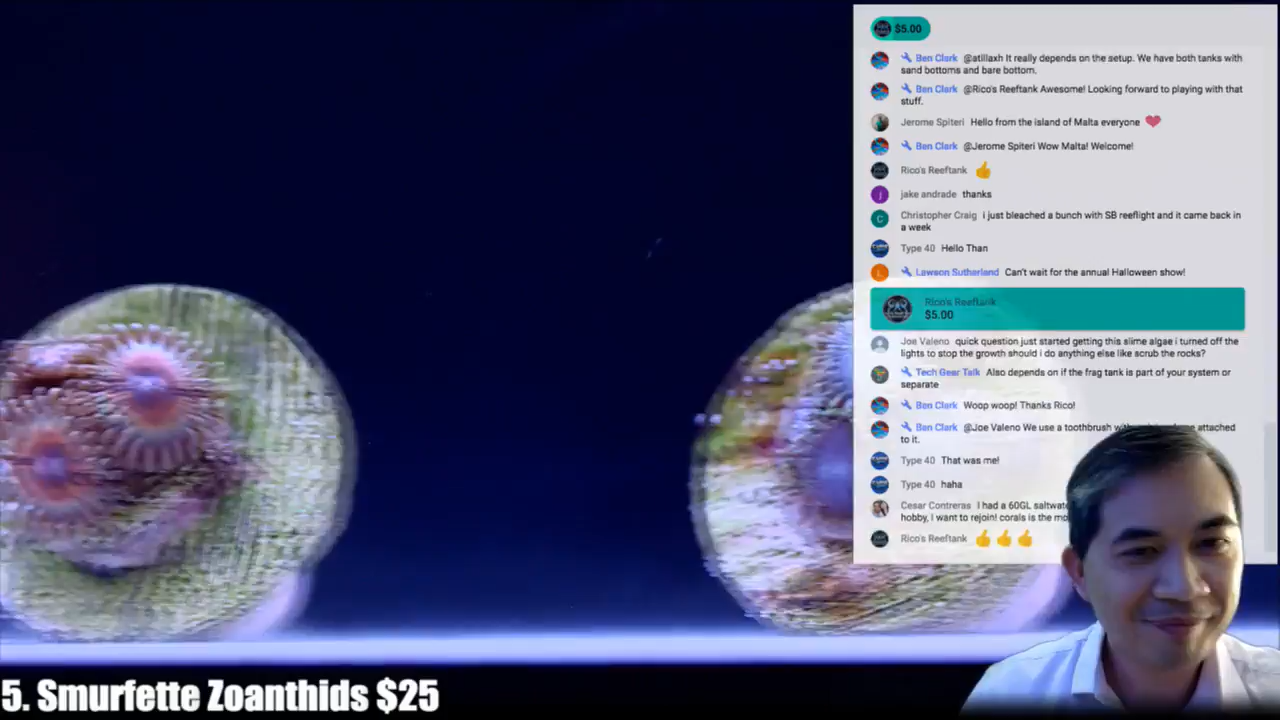 $5.00
Ben Clark @atillaxh It really depends on the setup. We have both tanks with
sand bottoms and bare bottom.
Ben Clark @Rico's Reeftank Awesome! Looking forward to playing with that
stuff.
Jerome Spiteri Hello from the island of Malta everyone
Ben Clark @Jerome Spiteri Wow Malta! Welcome!
Rico's Reeftank
j jake andrade thanks
C Christopher Craig i just bleached a bunch with SB reeflight and it came back in
a week
Type 40 Hello Than
L Lawson Sutherland Can't wait for the annual Halloween show!
Rico's Reeftank
$5.00
Joe Valeno quick question just started getting this slime algae i turned off the
lights to stop the growth should i do anything else like scrub the rocks?
Tech Gear Talk Also depends on if the frag tank is part of your system or
separate
Ben Clark Woop woop! Thanks Rico!
Ben Clark @Joe Valeno We use a toothbrush attached
to it.
Type 40 That was me!
Type 40 haha
Cesar Contreras I had a 60GL
hobby, i want to rejoin! corals is the
Rico's Reeftank
5. Smurfette Zoanthids $25